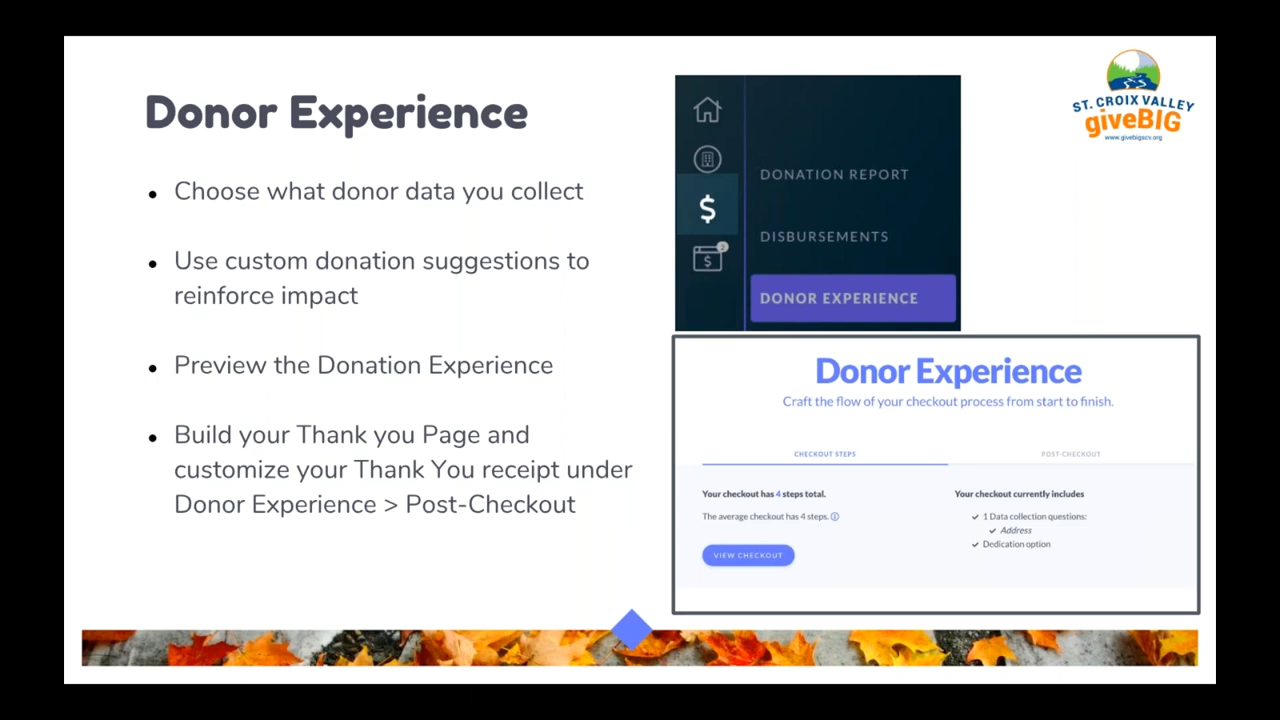 Donor Experience
• Choose what donor data you collect
• Use custom donation suggestions to
reinforce impact
• Preview the Donation Experience
• Build your Thank you Page and
customize your Thank You receipt under
Donor Experience > Post-Checkout
$
DONATION REPORT
DISBURSEMENTS
2
$
DONOR EXPERIENCE
ST. CROIX VALLEY
giveBIG
www.givebigscv.org
Donor Experience
Craft the flow of your checkout process from start to finish.
CHECKOUT STEPS
POST-CHECKOUT
Your checkout has 4 steps total.
The average checkout has 4 steps.
VIEW CHECKOUT
Your checkout currently includes
✓ 1 Data collection questions:
✓ Address
✓ Dedication option